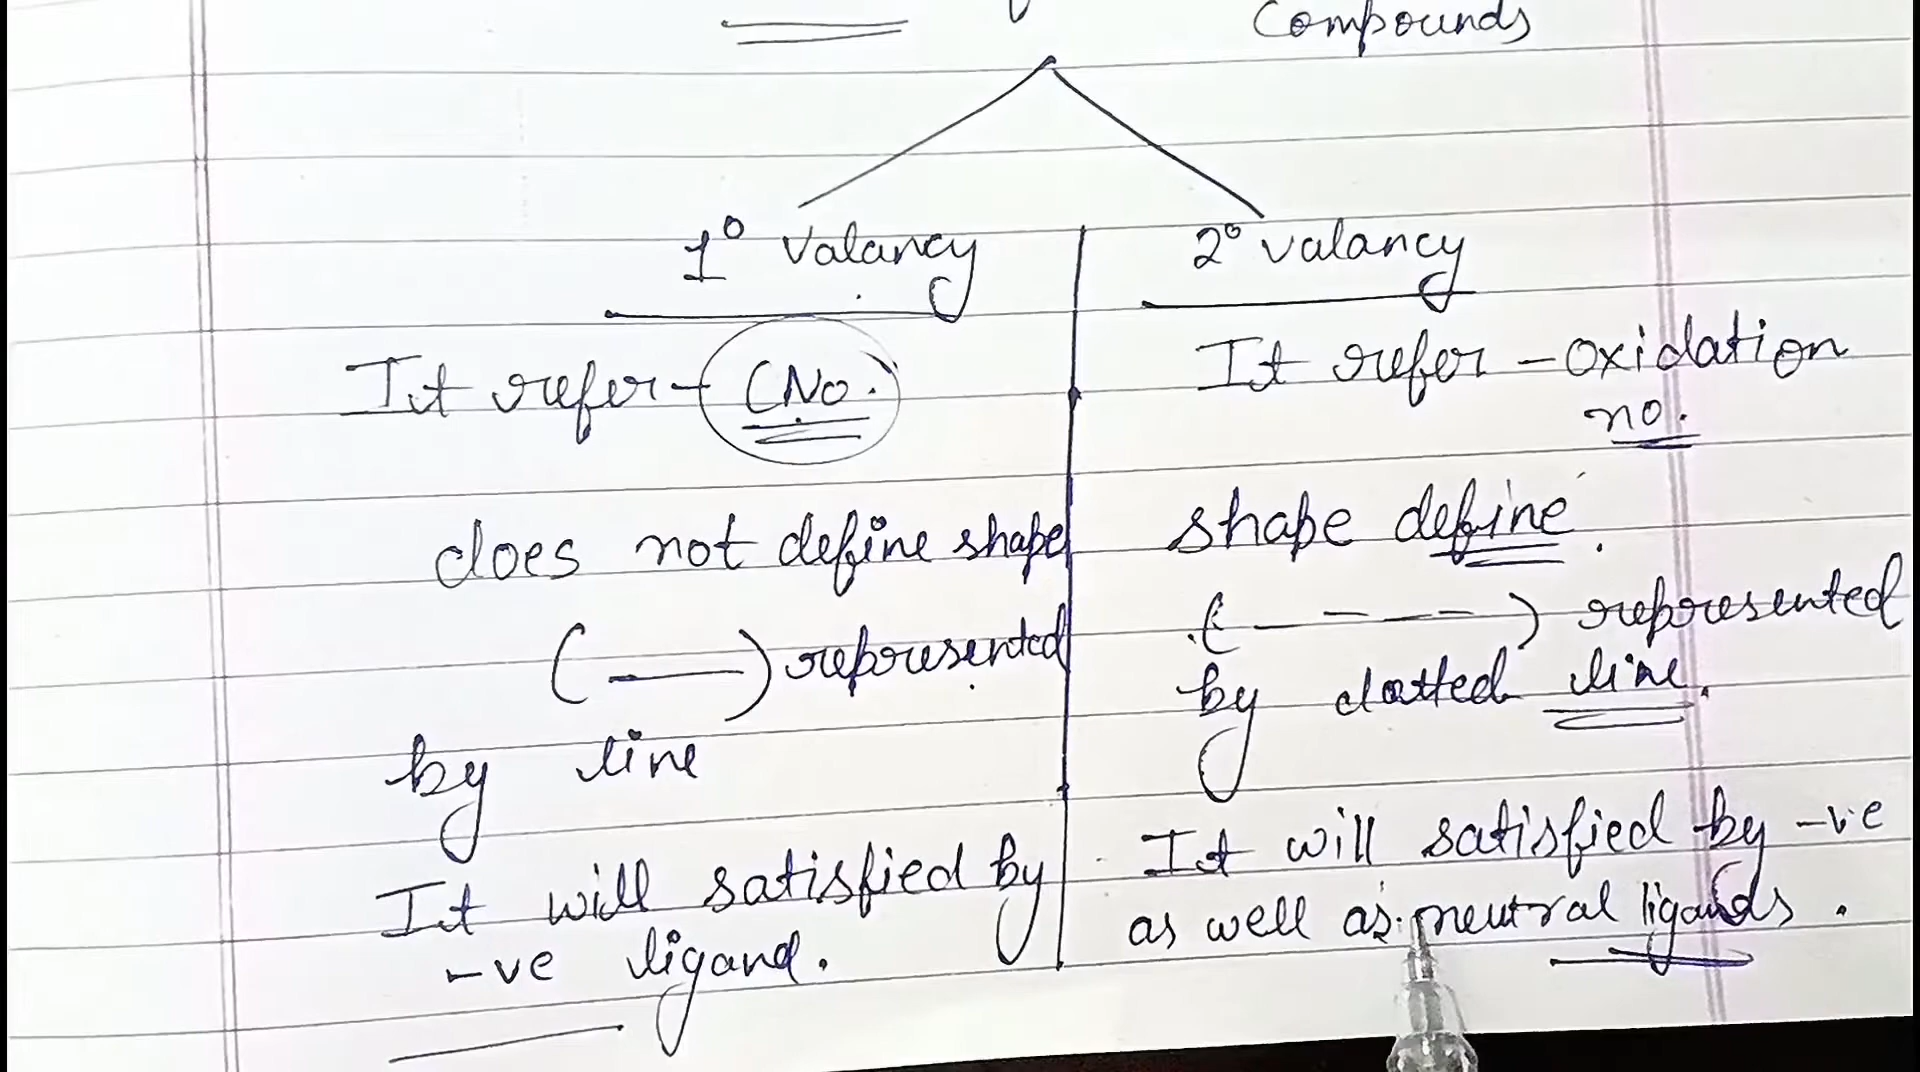 Compounds
1° Valancy
It refer - (No.)
does not define shape
(——) represented
by line
It will satisfied by
-ve ligand.
2° valancy
It refer - oxidation
no.
shape define.
(- - - -) represented
by dotted line.
It will satisfied by -ve
as well as neutral ligands.